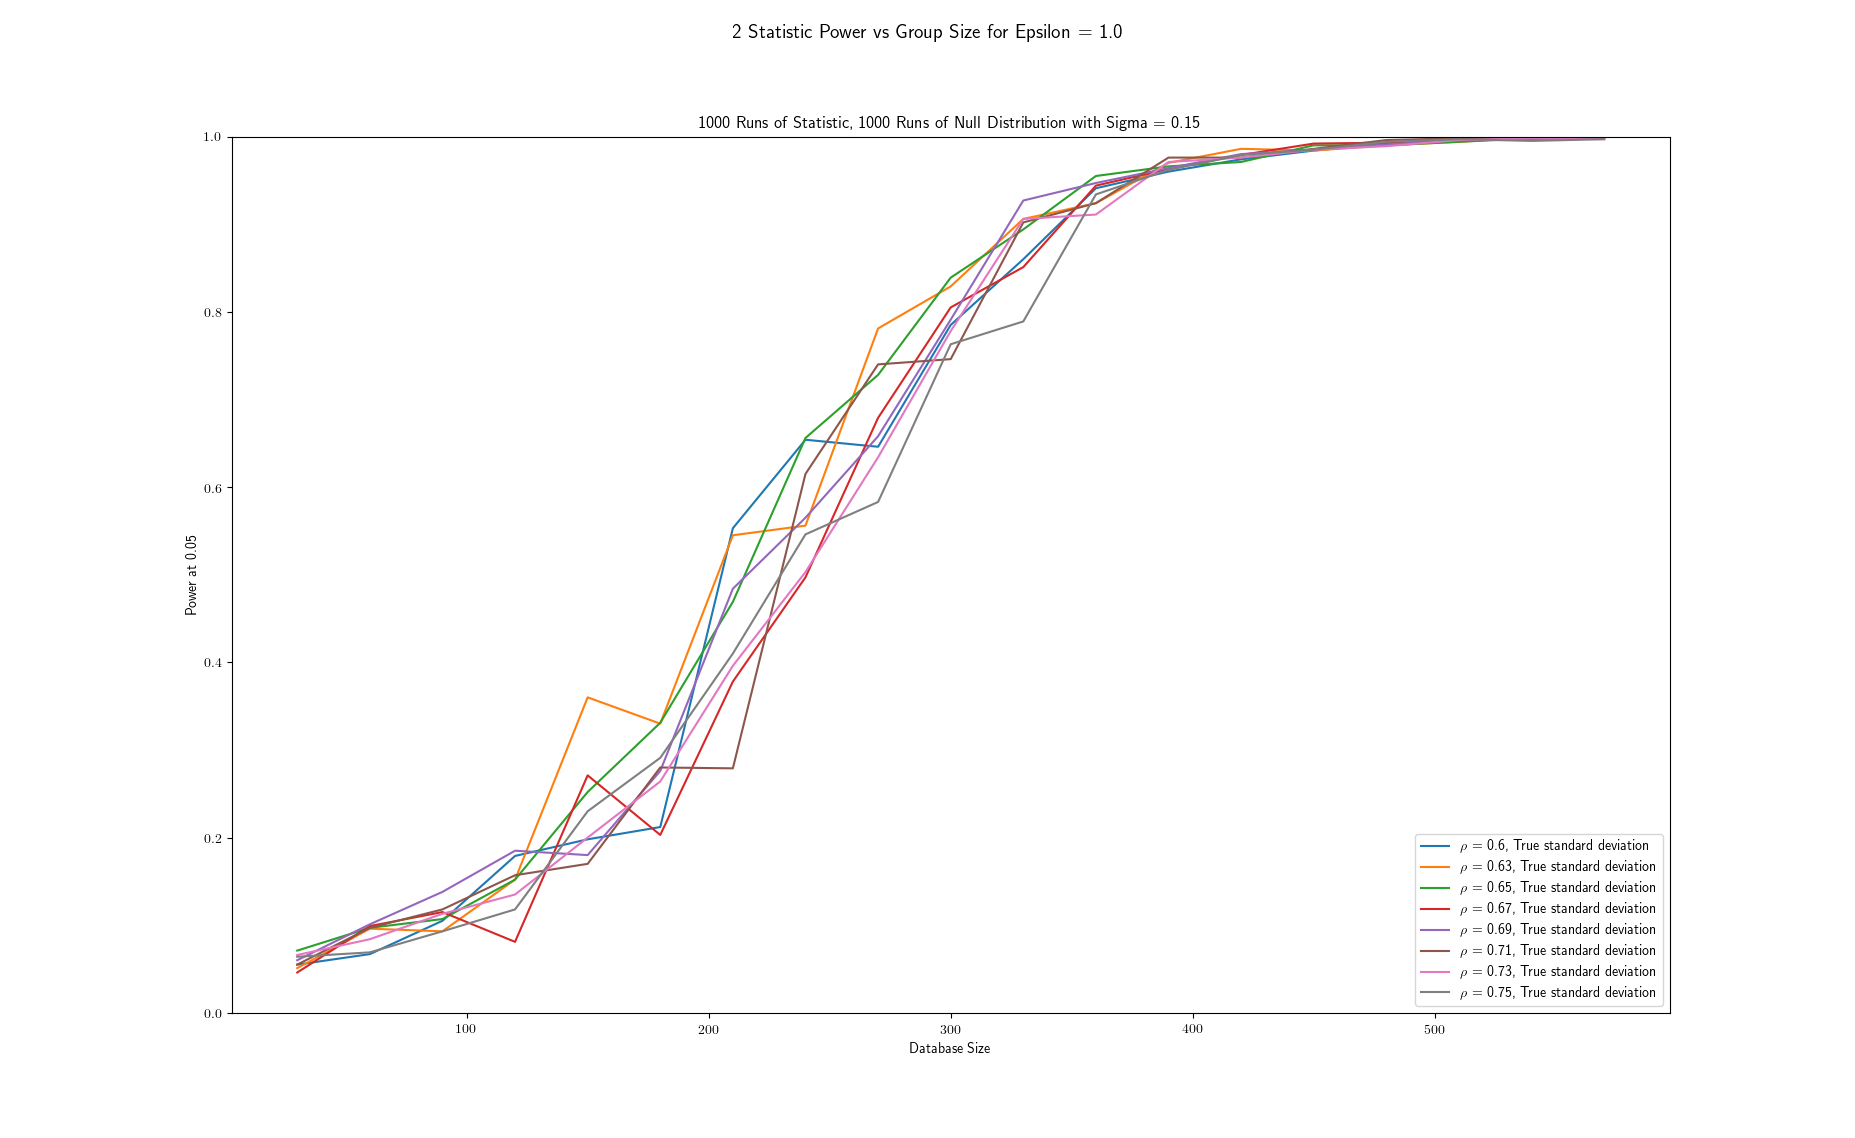 2 Statistic Power vs Group Size for Epsilon = 1.0
1000 Runs of Statistic, 1000 Runs of Null Distribution with Sigma = 0.15
1.0
0.8
0.6
0.4
0.2
0.0
Power at 0.05
100 200 300 400 500
Database Size
ρ = 0.6, True standard deviation
ρ = 0.63, True standard deviation
ρ = 0.65, True standard deviation
ρ = 0.67, True standard deviation
ρ = 0.69, True standard deviation
ρ = 0.71, True standard deviation
ρ = 0.73, True standard deviation
ρ = 0.75, True standard deviation